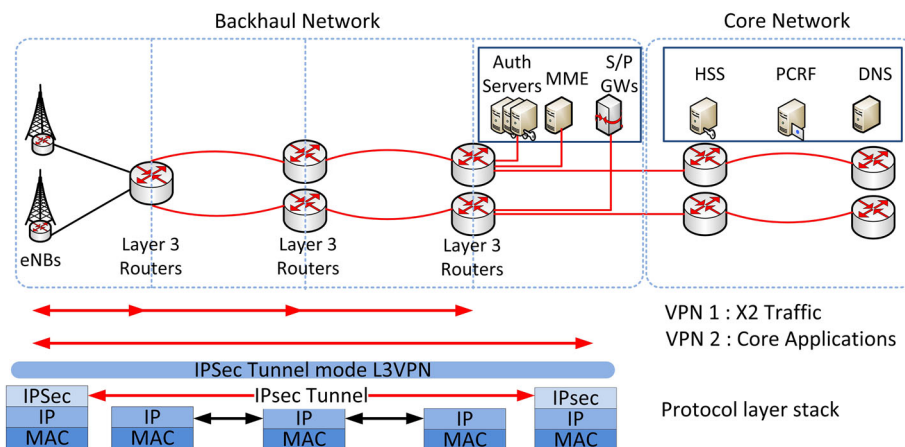 Backhaul Network
Core Network
Auth
Servers
MME
S/P
GWs
HSS
PCRF
DNS
eNBs
Layer 3
Routers
Layer 3
Routers
Layer 3
Routers
VPN 1 : X2 Traffic
VPN 2 : Core Applications
IPSec Tunnel mode L3VPN
IPSec
IPsec Tunnel
IPsec
IP
IP
IP
IP
IP
MAC
MAC
MAC
MAC
MAC
Protocol layer stack